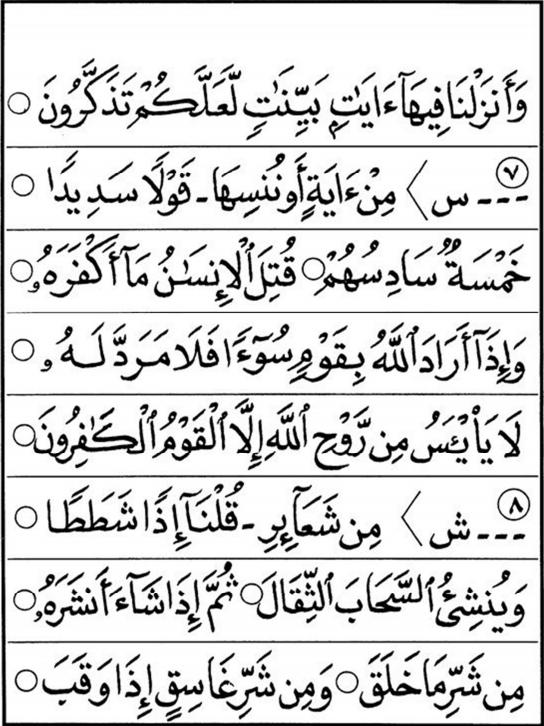 وَأَنزَلْنَا فِيهَآ ءَايَٰتٍۭ بَيِّنَٰتٍ لَّعَلَّكُمْ تَذَكَّرُونَ ○
٧ --- س 〉 مِنْ ءَايَةٍ أَوْ نُنسِهَا - قَوْلًا سَدِيدًا ○
خَمْسَةٌ سَادِسُهُمْ ○ قُتِلَ ٱلْإِنسَٰنُ مَآ أَكْفَرَهُۥ ○
وَإِذَآ أَرَادَ ٱللَّهُ بِقَوْمٍ سُوٓءًا فَلَا مَرَدَّ لَهُۥ ○
لَا يَا۟يْـَٔسُ مِن رَّوْحِ ٱللَّهِ إِلَّا ٱلْقَوْمُ ٱلْكَٰفِرُونَ ○
٨ --- ش 〉 مِن شَعَآئِرِ - قُلْنَآ إِذًا شَطَطًا ○
وَيُنشِئُ ٱلسَّحَابَ ٱلثِّقَالَ ○ ثُمَّ إِذَا شَآءَ أَنشَرَهُۥ ○
مِن شَرِّ مَا خَلَقَ ○ وَمِن شَرِّ غَاسِقٍ إِذَا وَقَبَ ○